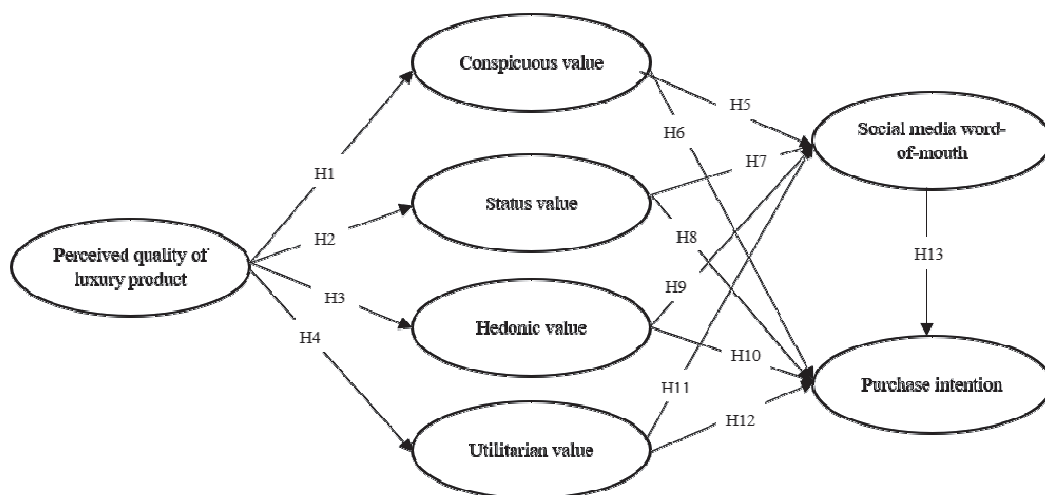 Conspicuous value
H5
Social media word-
of-mouth
H6
H7
H1
Status value
H2
H8
Perceived quality of
luxury product
H13
H3
H9
Hedonic value
H4
H10
Purchase intention
H11
H12
Utilitarian value